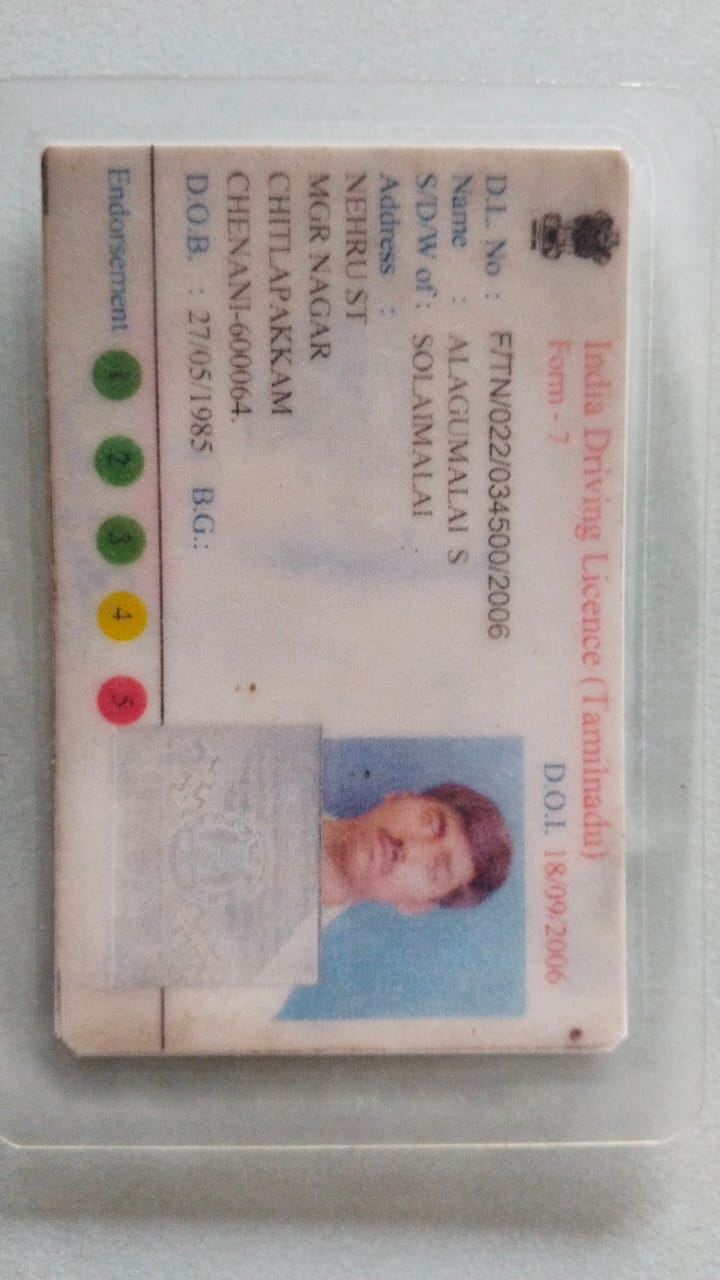 India Driving Licence (Tamilnadu)
Form - 7 D.O.I. 18/09/2006
D.L. No : F/TN/022/034500/2006
Name : ALAGUMALAI S
S/D/W of : SOLAIMALAI
Address :
NEHRU ST
MGR NAGAR
CHITLAPAKKAM
CHENANI-600064.
D.O.B. : 27/05/1985 B.G.:
Endorsement 1 2 3 4 5